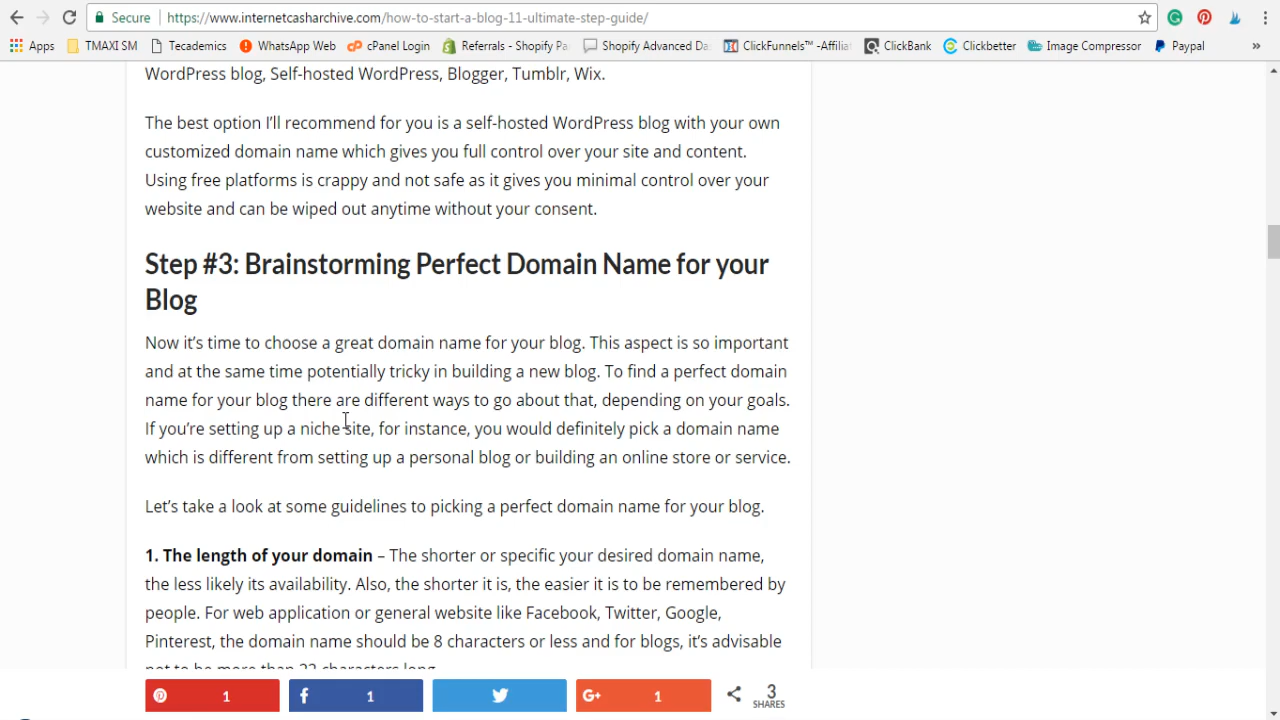 Secure
https://www.internetcasharchive.com/how-to-start-a-blog-11-ultimate-step-guide/
Apps TMAXI SM Tecademics WhatsApp Web cPanel Login Referrals - Shopify Pa Shopify Advanced Da ClickFunnels™ -Affilia ClickBank Clickbetter Image Compressor Paypal »
WordPress blog, Self-hosted WordPress, Blogger, Tumblr, Wix.
The best option I’ll recommend for you is a self-hosted WordPress blog with your own
customized domain name which gives you full control over your site and content.
Using free platforms is crappy and not safe as it gives you minimal control over your
website and can be wiped out anytime without your consent.
Step #3: Brainstorming Perfect Domain Name for your
Blog
Now it’s time to choose a great domain name for your blog. This aspect is so important
and at the same time potentially tricky in building a new blog. To find a perfect domain
name for your blog there are different ways to go about that, depending on your goals.
If you’re setting up a niche site, for instance, you would definitely pick a domain name
which is different from setting up a personal blog or building an online store or service.
Let’s take a look at some guidelines to picking a perfect domain name for your blog.
1. The length of your domain – The shorter or specific your desired domain name,
the less likely its availability. Also, the shorter it is, the easier it is to be remembered by
people. For web application or general website like Facebook, Twitter, Google,
Pinterest, the domain name should be 8 characters or less and for blogs, it’s advisable
not to be more than 22 characters long
1 1 G+ 1 3
SHARES